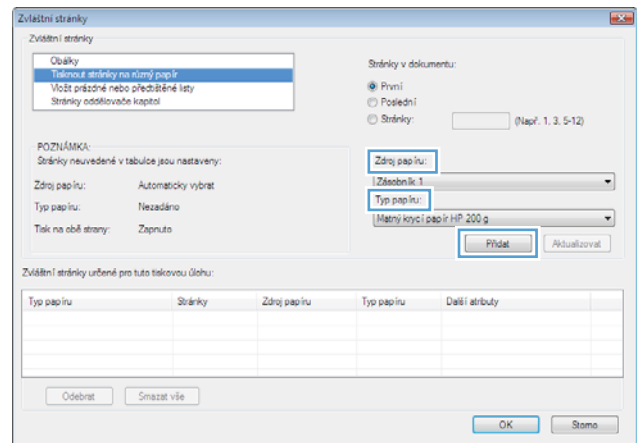 Zvláštní stránky
Zvláštní stránky
Obálky
Tisknout stránky na různý papír
Vložit prázdné nebo předtištěné listy
Stránky oddělovače kapitol
Stránky v dokumentu:
První
Poslední
Stránky:
(Např. 1, 3, 5-12)
POZNÁMKA:
Stránky neuvedené v tabulce jsou nastaveny:
Zdroj papíru: Automaticky vybrat
Typ papíru: Nezadáno
Tisk na obě strany: Zapnuto
Zdroj papíru:
Zásobník 1
Typ papíru:
Matný krycí papír HP 200 g
Přidat Aktualizovat
Zvláštní stránky určené pro tuto tiskovou úlohu:
Typ papíru Stránky Zdroj papíru Typ papíru Další atributy
Odebrat Smazat vše
OK Storno